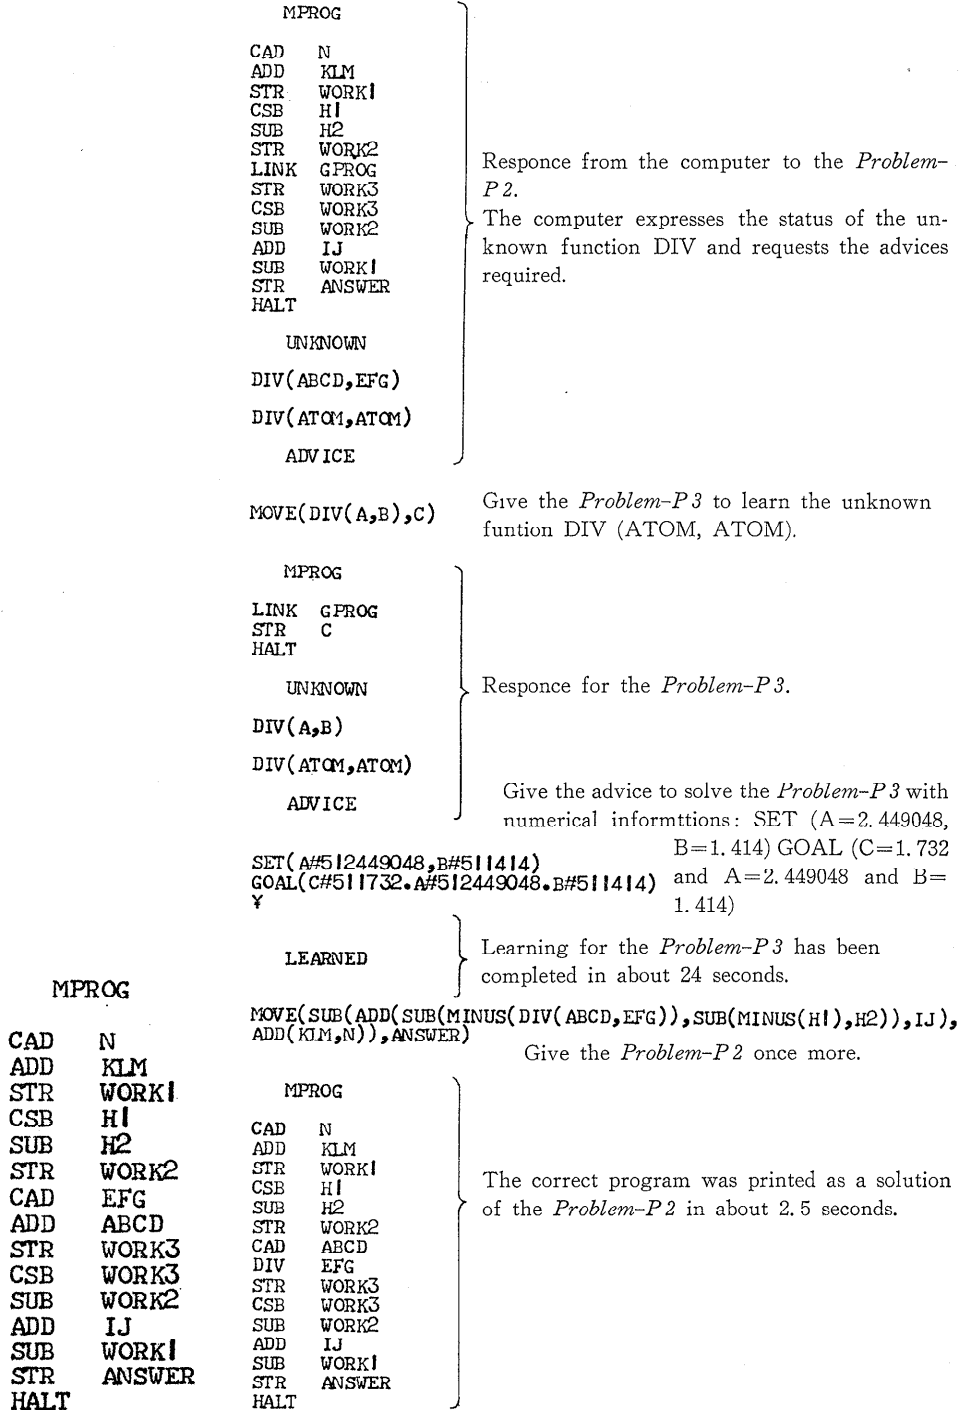 MPROG
CAD N
ADD KLM
STR WORK1
CSB H1
SUB H2
STR WORK2
LINK GPROG
STR WORK3
CSB WORK3
SUB WORK2
ADD IJ
SUB WORK1
STR ANSWER
HALT
UNKNOWN
DIV(ABCD,EFG)
DIV(ATOM,ATOM)
ADVICE
Responce from the computer to the Problem-
P 2.
The computer expresses the status of the un-
known function DIV and requests the advices
required.
MOVE(DIV(A,B),C)
Give the Problem-P 3 to learn the unknown
funtion DIV (ATOM, ATOM).
MPROG
LINK GPROG
STR C
HALT
UNKNOWN
DIV(A,B)
DIV(ATOM,ATOM)
ADVICE
Responce for the Problem-P 3.
Give the advice to solve the Problem-P 3 with
numerical informttions: SET (A=2. 449048,
B=1. 414) GOAL (C=1. 732
and A=2. 449048 and B=
1. 414)
SET(A#512449048,B#511414)
GOAL(C#511732.A#512449048.B#511414)
¥
LEARNED
Learning for the Problem-P 3 has been
completed in about 24 seconds.
MOVE(SUB(ADD(SUB(MINUS(DIV(ABCD,EFG)),SUB(MINUS(H1),H2)),IJ),
ADD(KLM,N)),ANSWER)
Give the Problem-P 2 once more.
MPROG
CAD N
ADD KLM
STR WORK1
CSB H1
SUB H2
STR WORK2
CAD ABCD
DIV EFG
STR WORK3
CSB WORK3
SUB WORK2
ADD IJ
SUB WORK1
STR ANSWER
HALT
The correct program was printed as a solution
of the Problem-P 2 in about 2. 5 seconds.
MPROG
CAD N
ADD KLM
STR WORK1
CSB H1
SUB H2
STR WORK2
CAD EFG
ADD ABCD
STR WORK3
CSB WORK3
SUB WORK2
ADD IJ
SUB WORK1
STR ANSWER
HALT